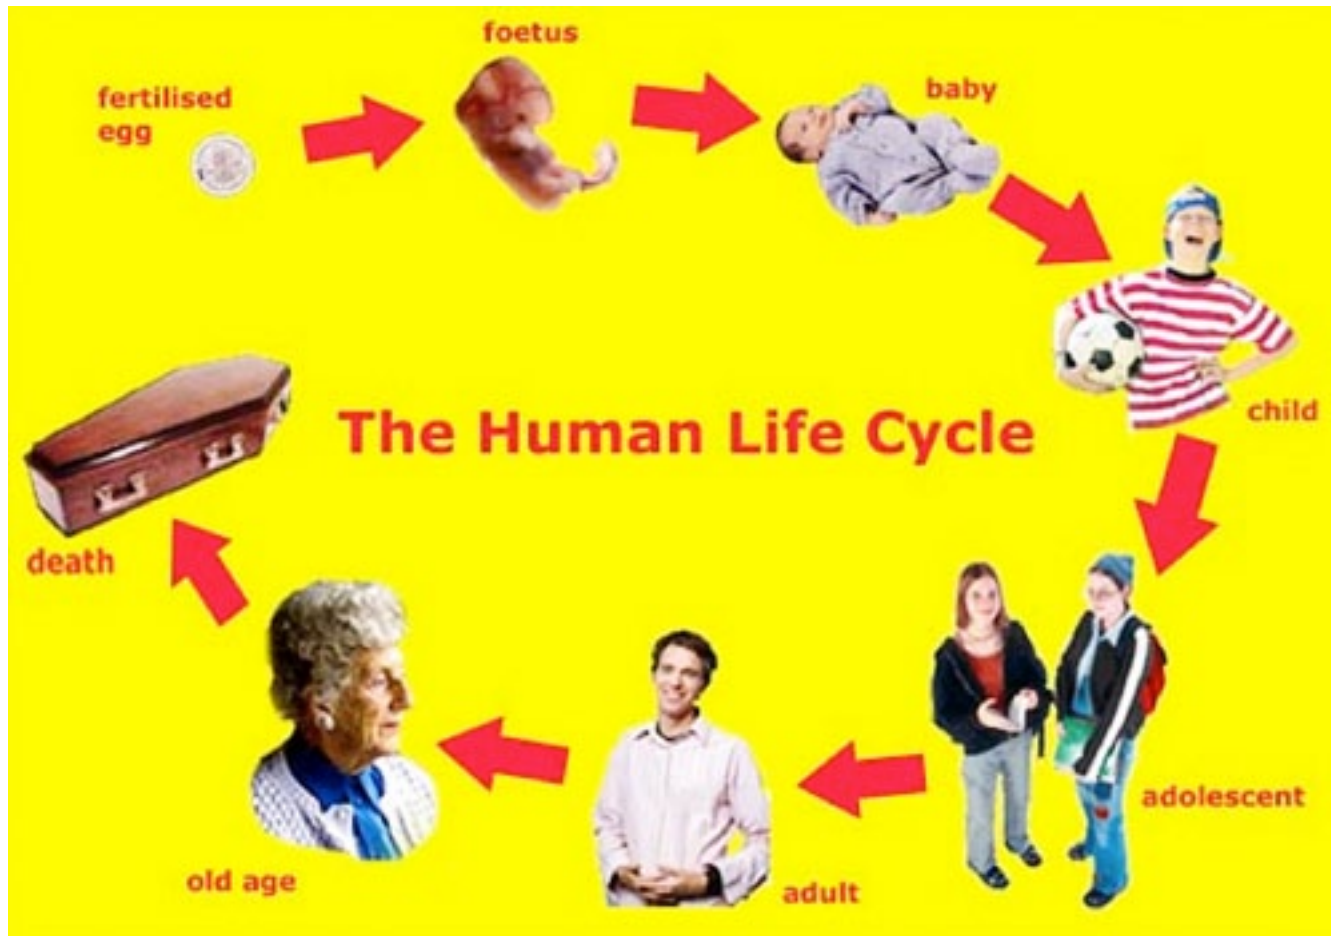 foetus
fertilised
egg
baby
child
The Human Life Cycle
death
adolescent
old age
adult